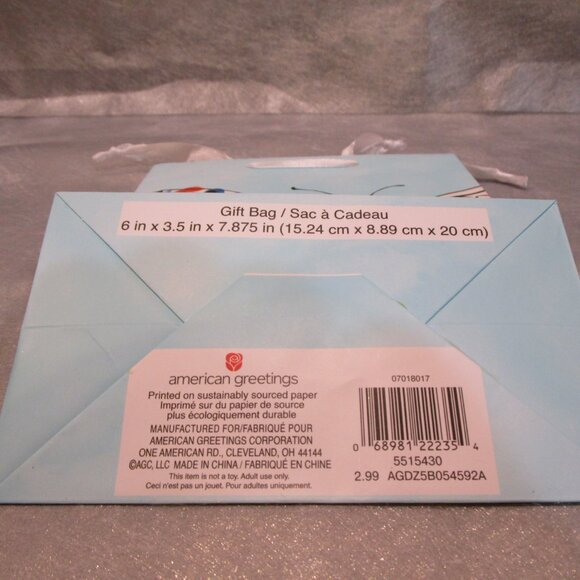 Gift Bag / Sac à Cadeau
6 in x 3.5 in x 7.875 in (15.24 cm x 8.89 cm x 20 cm)
american greetings
Printed on sustainably sourced paper
Imprimé sur du papier de source
plus écologiquement durable
MANUFACTURED FOR/FABRIQUÉ POUR
AMERICAN GREETINGS CORPORATION
ONE AMERICAN RD., CLEVELAND, OH 44144
©AGC, LLC MADE IN CHINA / FABRIQUÉ EN CHINE
This item is not a toy. Adult use only.
Ceci n'est pas un jouet. Pour adultes uniquement.
07018017
0 68981 22235 4
5515430
2.99 AGDZ5B054592A